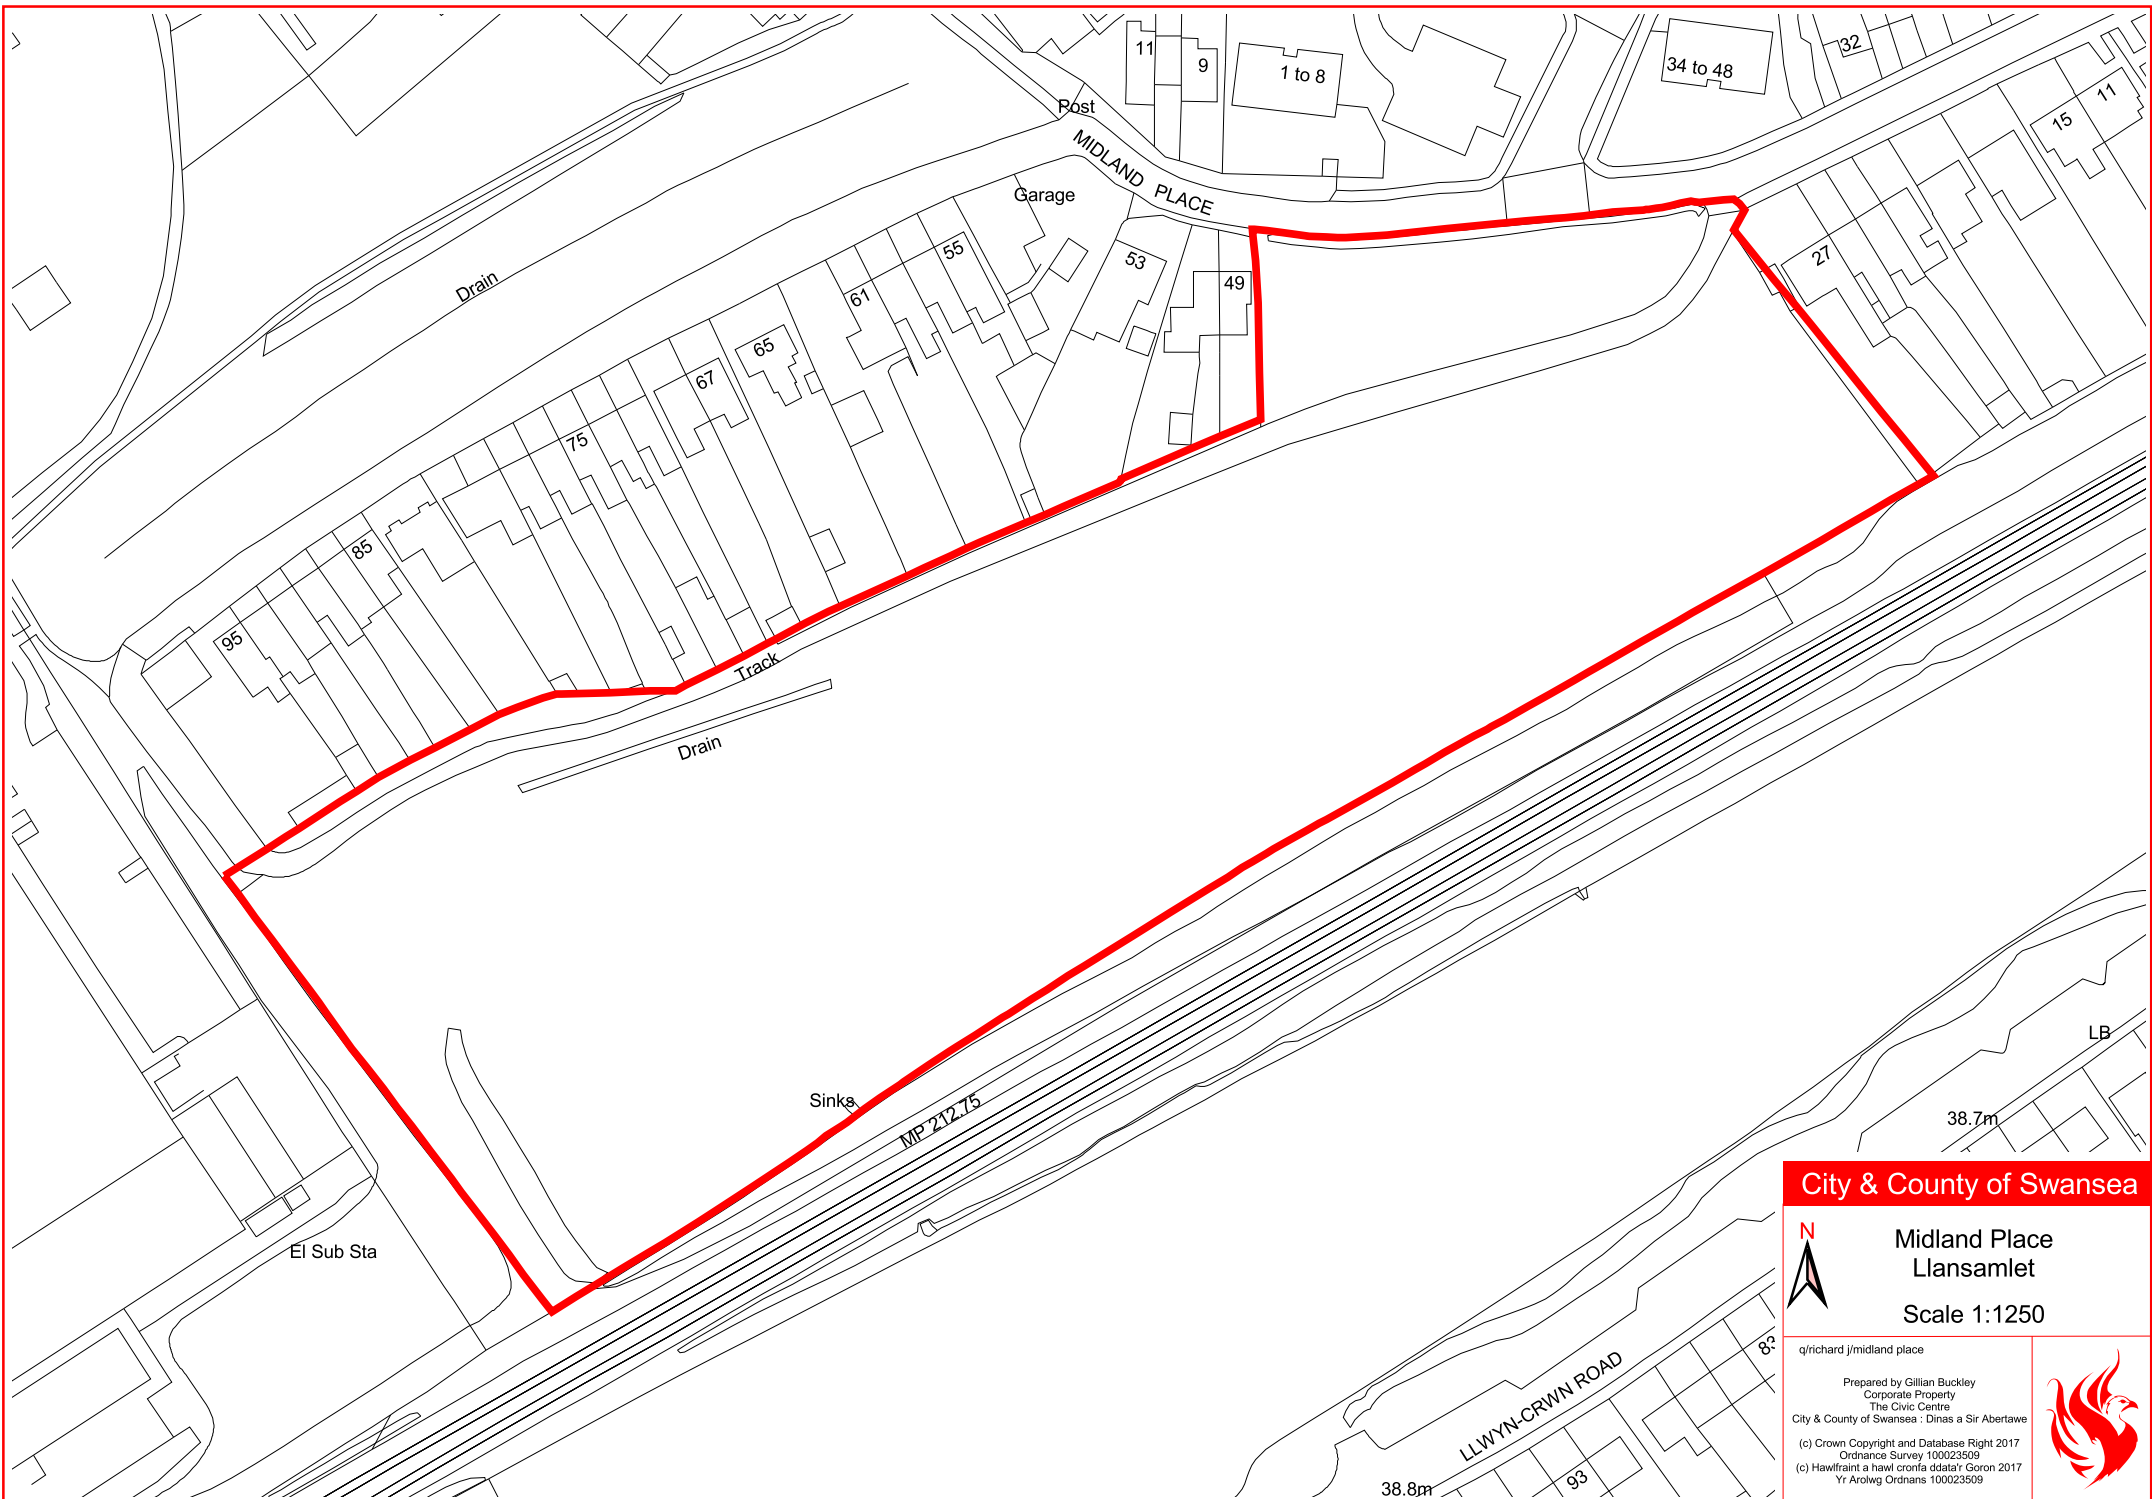 11
9
1 to 8
34 to 48
32
11
15
Post
MIDLAND PLACE
Garage
Drain
55
53
49
27
61
65
67
75
85
95
Track
Drain
Sinks
MP 212.75
El Sub Sta
LB
38.7m
83
LLWYN-CRWN ROAD
93
38.8m
City & County of Swansea
N
Midland Place
Llansamlet
Scale 1:1250
q/richard j/midland place
Prepared by Gillian Buckley
Corporate Property
The Civic Centre
City & County of Swansea : Dinas a Sir Abertawe
(c) Crown Copyright and Database Right 2017
Ordnance Survey 100023509
(c) Hawlfraint a hawl cronfa ddata'r Goron 2017
Yr Arolwg Ordnans 100023509